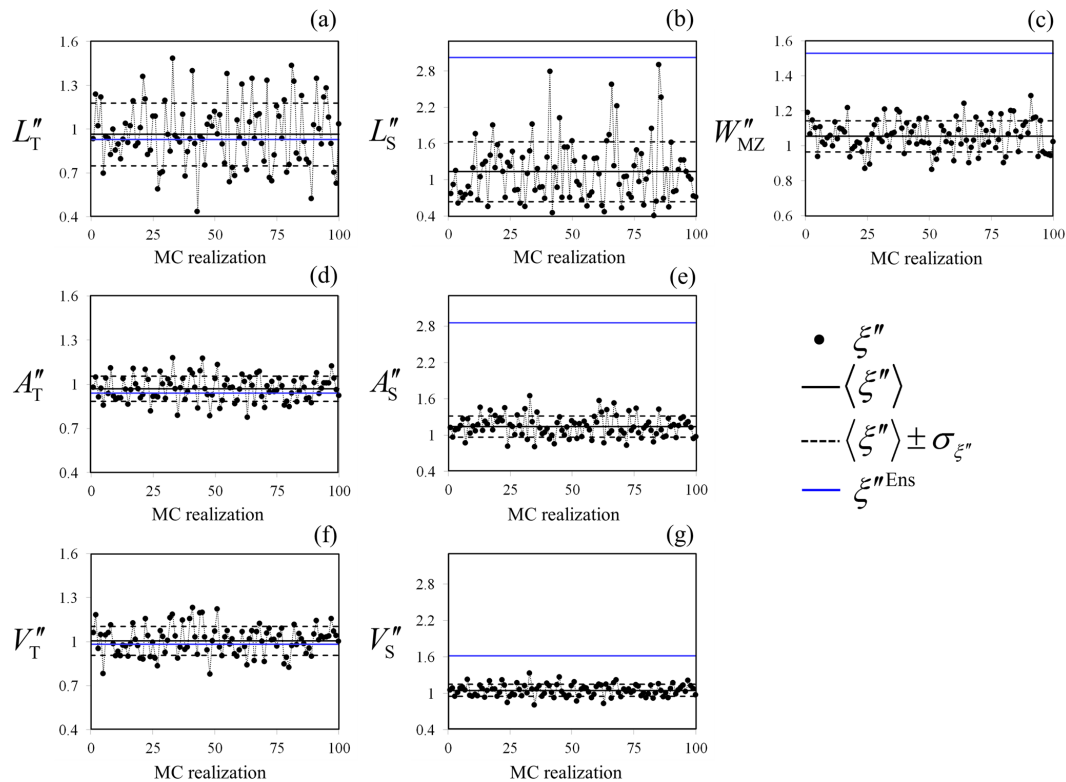 (a)
1.6
1.3
1
0.7
0.4
L″T
0 25 50 75 100
MC realization
(b)
2.8
2.2
1.6
1
0.4
L″S
0 25 50 75 100
MC realization
(c)
1.6
1.4
1.2
1
0.8
0.6
W″MZ
0 25 50 75 100
MC realization
(d)
1.6
1.3
1
0.7
0.4
A″T
0 25 50 75 100
MC realization
(e)
2.8
2.2
1.6
1
0.4
A″S
0 25 50 75 100
MC realization
ξ″
⟨ξ″⟩
⟨ξ″⟩ ± σξ″
ξ″Ens
(f)
1.6
1.3
1
0.7
0.4
V″T
0 25 50 75 100
MC realization
(g)
2.8
2.2
1.6
1
0.4
V″S
0 25 50 75 100
MC realization